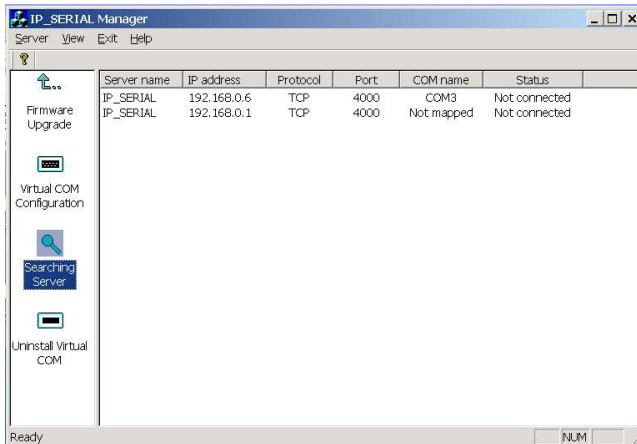 IP_SERIAL Manager
Server View Exit Help
Firmware
Upgrade
Virtual COM
Configuration
Searching
Server
Uninstall Virtual
COM
Server name IP address Protocol Port COM name Status
IP_SERIAL 192.168.0.6 TCP 4000 COM3 Not connected
IP_SERIAL 192.168.0.1 TCP 4000 Not mapped Not connected
Ready NUM